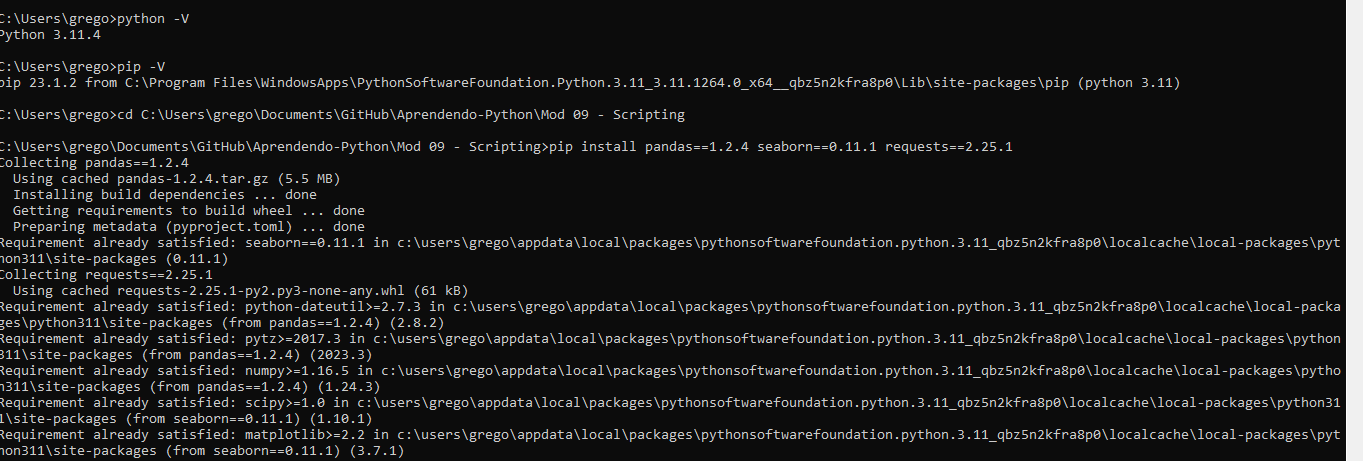 C:\Users\grego>python -V
Python 3.11.4
C:\Users\grego>pip -V
pip 23.1.2 from C:\Program Files\WindowsApps\PythonSoftwareFoundation.Python.3.11_3.11.1264.0_x64__qbz5n2kfra8p0\Lib\site-packages\pip (python 3.11)
C:\Users\grego>cd C:\Users\grego\Documents\GitHub\Aprendendo-Python\Mod 09 - Scripting
C:\Users\grego\Documents\GitHub\Aprendendo-Python\Mod 09 - Scripting>pip install pandas==1.2.4 seaborn==0.11.1 requests==2.25.1
Collecting pandas==1.2.4
  Using cached pandas-1.2.4.tar.gz (5.5 MB)
  Installing build dependencies ... done
  Getting requirements to build wheel ... done
  Preparing metadata (pyproject.toml) ... done
Requirement already satisfied: seaborn==0.11.1 in c:\users\grego\appdata\local\packages\pythonsoftwarefoundation.python.3.11_qbz5n2kfra8p0\localcache\local-packages\pyt
hon311\site-packages (0.11.1)
Collecting requests==2.25.1
  Using cached requests-2.25.1-py2.py3-none-any.whl (61 kB)
Requirement already satisfied: python-dateutil>=2.7.3 in c:\users\grego\appdata\local\packages\pythonsoftwarefoundation.python.3.11_qbz5n2kfra8p0\localcache\local-packa
ges\python311\site-packages (from pandas==1.2.4) (2.8.2)
Requirement already satisfied: pytz>=2017.3 in c:\users\grego\appdata\local\packages\pythonsoftwarefoundation.python.3.11_qbz5n2kfra8p0\localcache\local-packages\python
311\site-packages (from pandas==1.2.4) (2023.3)
Requirement already satisfied: numpy>=1.16.5 in c:\users\grego\appdata\local\packages\pythonsoftwarefoundation.python.3.11_qbz5n2kfra8p0\localcache\local-packages\pytho
n311\site-packages (from pandas==1.2.4) (1.24.3)
Requirement already satisfied: scipy>=1.0 in c:\users\grego\appdata\local\packages\pythonsoftwarefoundation.python.3.11_qbz5n2kfra8p0\localcache\local-packages\python31
1\site-packages (from seaborn==0.11.1) (1.10.1)
Requirement already satisfied: matplotlib>=2.2 in c:\users\grego\appdata\local\packages\pythonsoftwarefoundation.python.3.11_qbz5n2kfra8p0\localcache\local-packages\pyt
hon311\site-packages (from seaborn==0.11.1) (3.7.1)